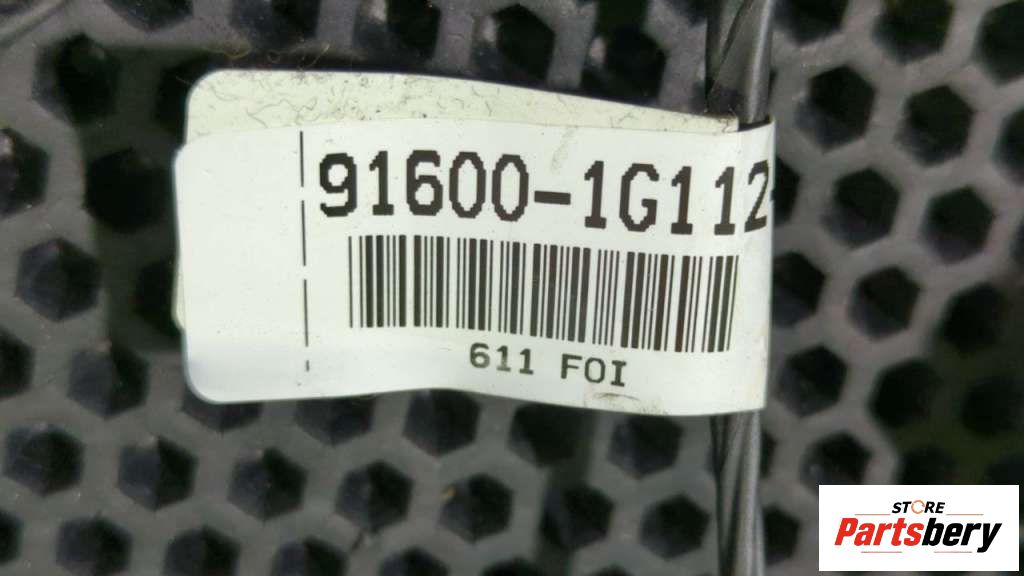 91600-1G112
611 FOI
STORE
Partsbery